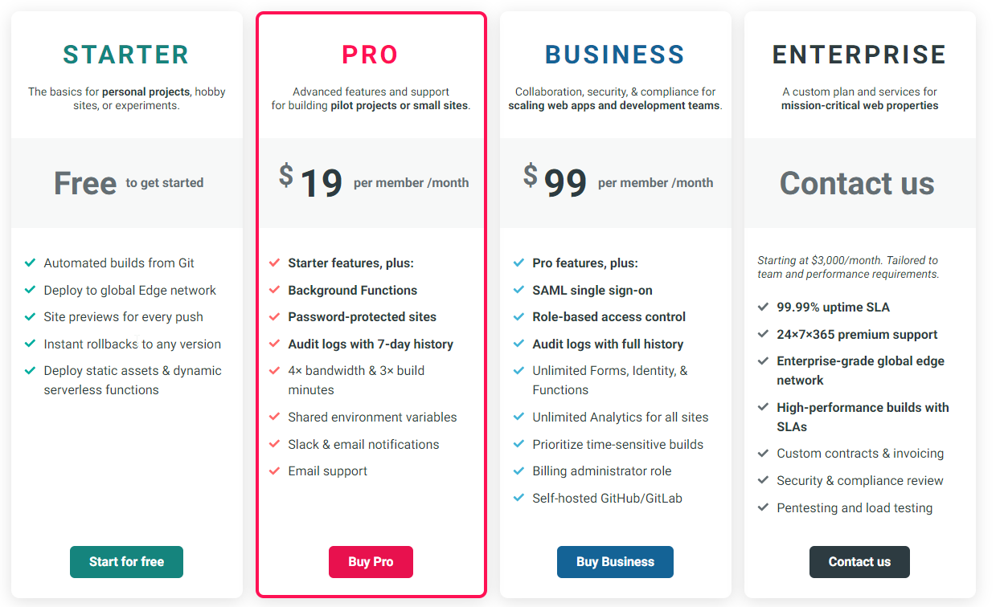 STARTER
The basics for personal projects, hobby
sites, or experiments.
Free to get started
Automated builds from Git
Deploy to global Edge network
Site previews for every push
Instant rollbacks to any version
Deploy static assets & dynamic
serverless functions
Start for free
PRO
Advanced features and support
for building pilot projects or small sites.
$ 19 per member /month
Starter features, plus:
Background Functions
Password-protected sites
Audit logs with 7-day history
4× bandwidth & 3× build
minutes
Shared environment variables
Slack & email notifications
Email support
Buy Pro
BUSINESS
Collaboration, security, & compliance for
scaling web apps and development teams.
$ 99 per member /month
Pro features, plus:
SAML single sign-on
Role-based access control
Audit logs with full history
Unlimited Forms, Identity, &
Functions
Unlimited Analytics for all sites
Prioritize time-sensitive builds
Billing administrator role
Self-hosted GitHub/GitLab
Buy Business
ENTERPRISE
A custom plan and services for
mission-critical web properties
Contact us
Starting at $3,000/month. Tailored to
team and performance requirements.
99.99% uptime SLA
24×7×365 premium support
Enterprise-grade global edge
network
High-performance builds with
SLAs
Custom contracts & invoicing
Security & compliance review
Pentesting and load testing
Contact us